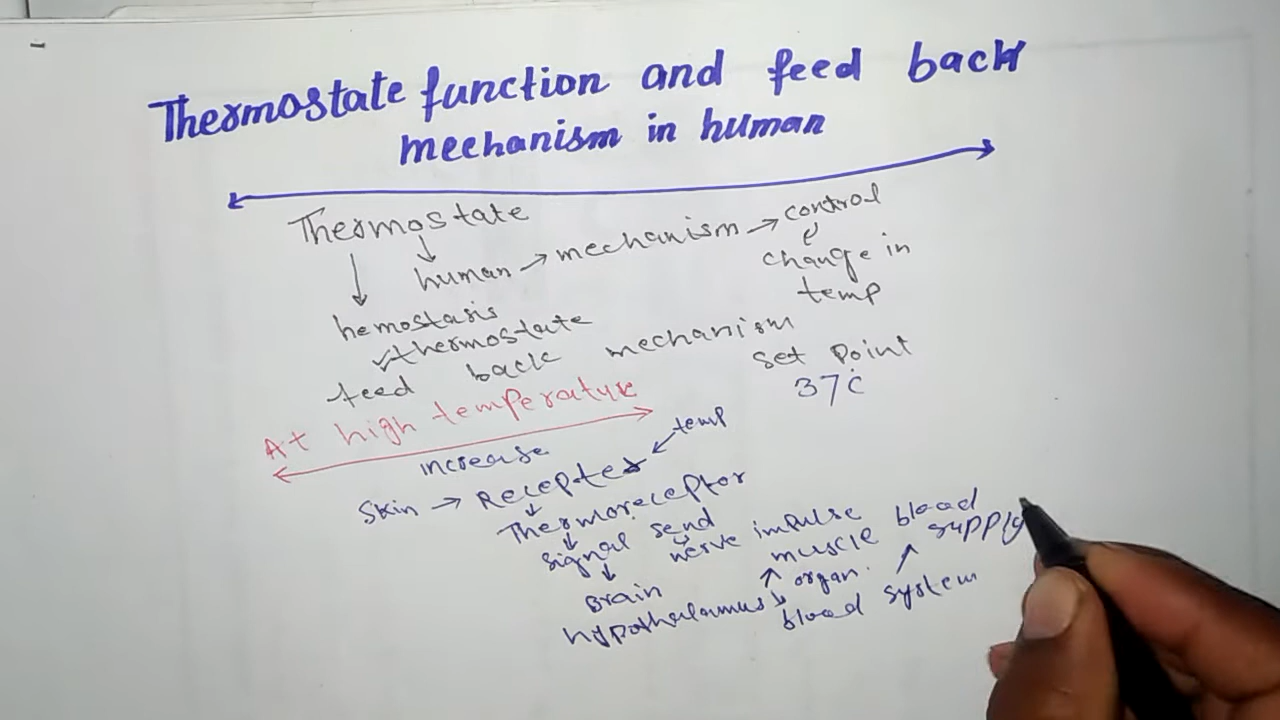 Thermostate function and feed back
mechanism in human
Thermostate
human → mechanism → control
change in
temp
hemostasis
✓thermostate
feed back mechanism
Set Point
37°C
At high temperature
increase
temp
Skin → Receptor
Thermoreceptor
signal send
nerve impulse
Brain
muscle blood
supply
organ
hypothalamus
blood system